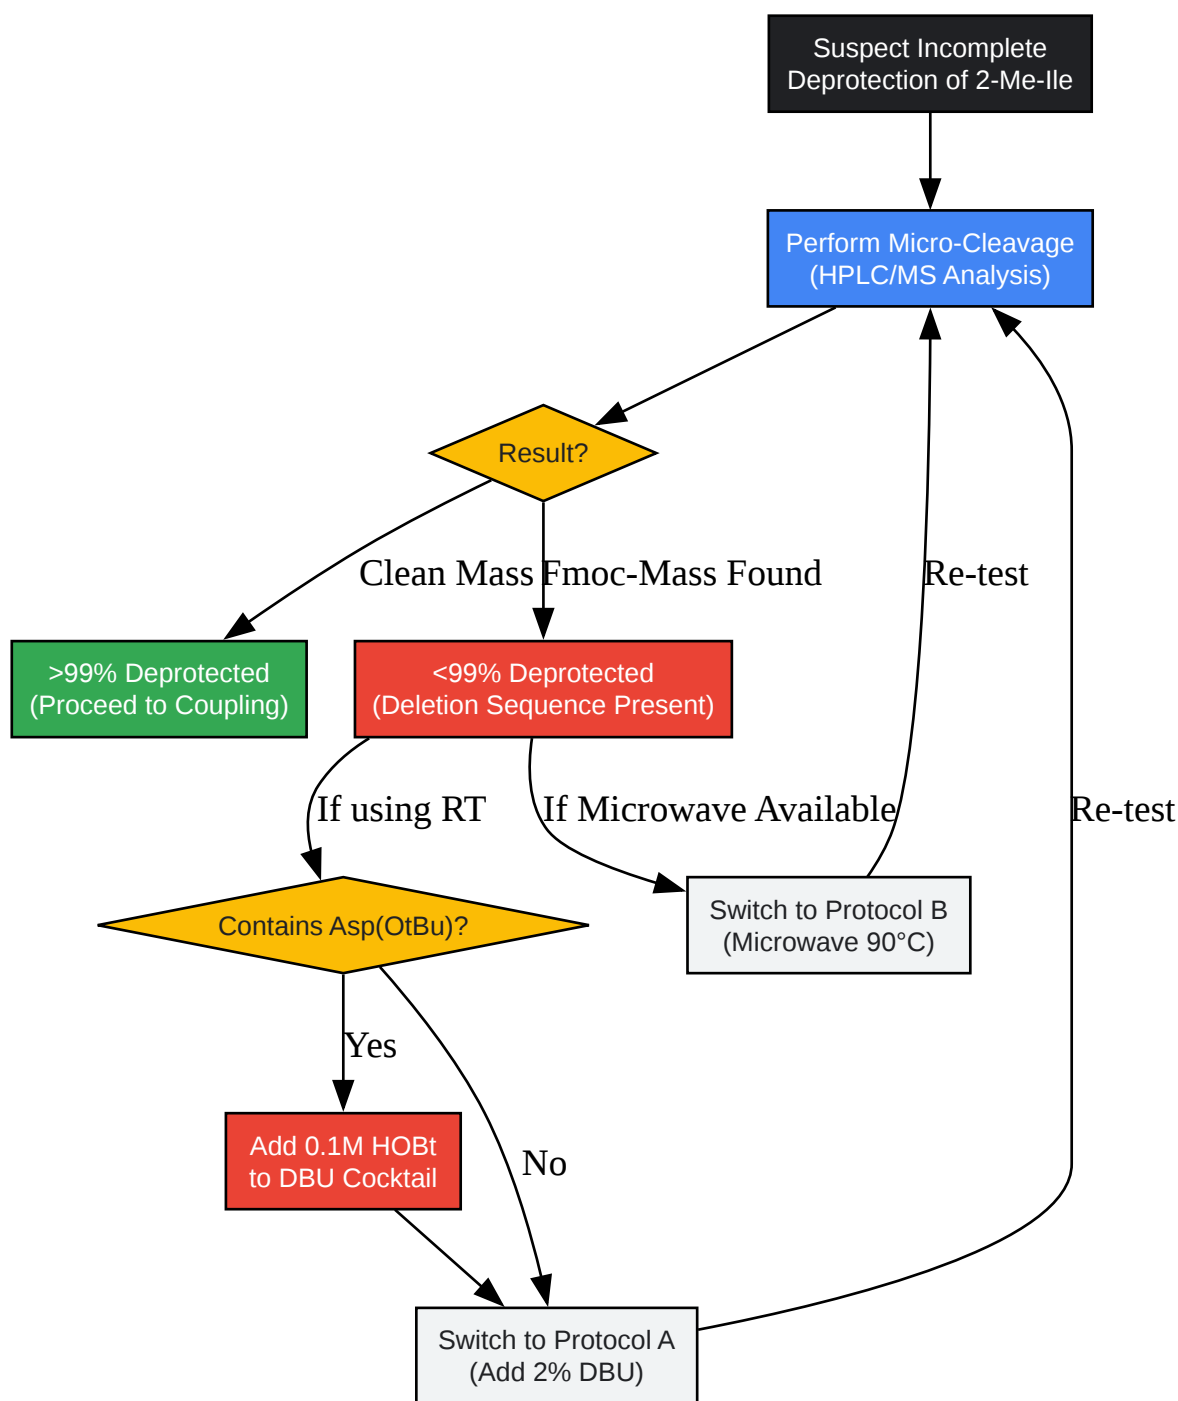 Suspect Incomplete
Deprotection of 2-Me-Ile
Perform Micro-Cleavage
(HPLC/MS Analysis)
Result?
Clean Mass
Fmoc-Mass Found
Re-test
>99% Deprotected
(Proceed to Coupling)
<99% Deprotected
(Deletion Sequence Present)
If using RT
If Microwave Available
Re-test
Contains Asp(OtBu)?
Switch to Protocol B
(Microwave 90°C)
Yes
Add 0.1M HOBt
to DBU Cocktail
No
Switch to Protocol A
(Add 2% DBU)